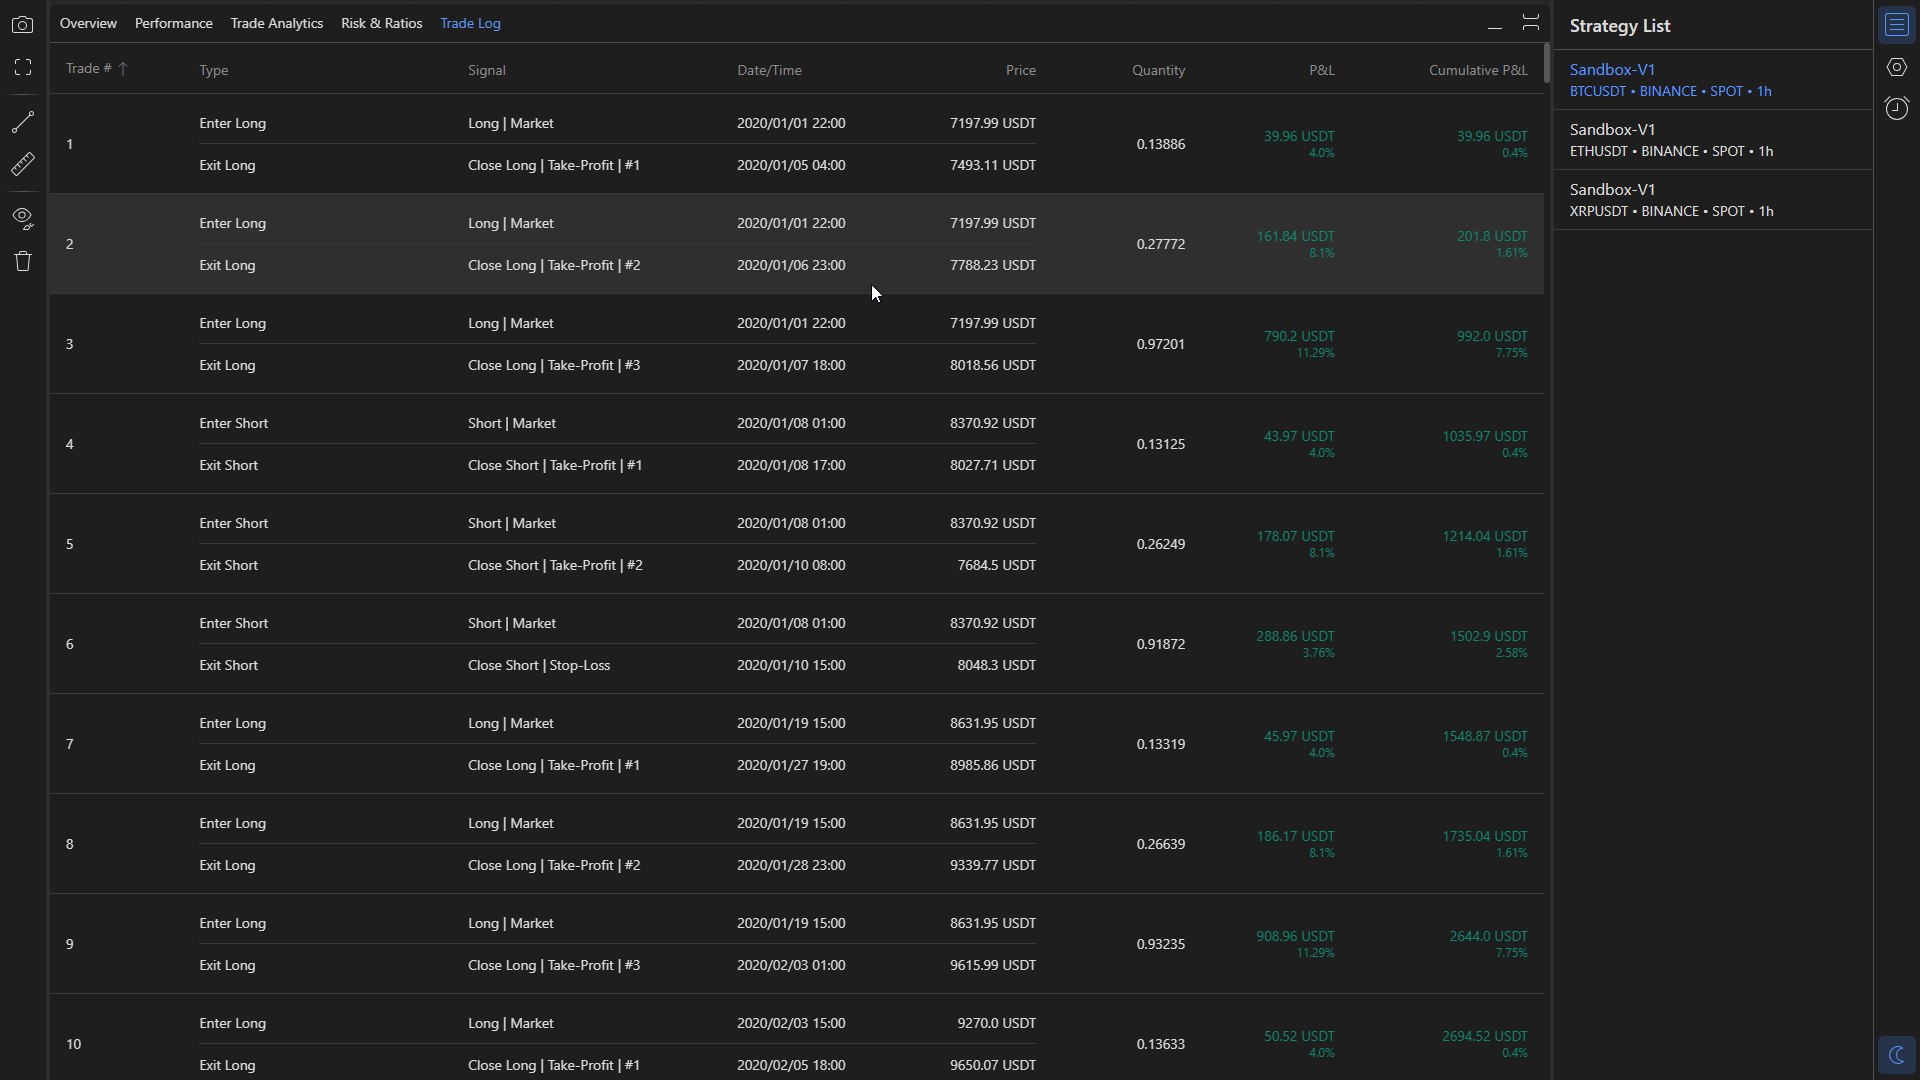 Overview Performance Trade Analytics Risk & Ratios Trade Log
Trade # ↑ Type Signal Date/Time Price Quantity P&L Cumulative P&L
Enter Long Long | Market 2020/01/01 22:00 7197.99 USDT
1 0.13886 39.96 USDT 4.0% 39.96 USDT 0.4%
Exit Long Close Long | Take-Profit | #1 2020/01/05 04:00 7493.11 USDT
Enter Long Long | Market 2020/01/01 22:00 7197.99 USDT
2 0.27772 161.84 USDT 8.1% 201.8 USDT 1.61%
Exit Long Close Long | Take-Profit | #2 2020/01/06 23:00 7788.23 USDT
Enter Long Long | Market 2020/01/01 22:00 7197.99 USDT
3 0.97201 790.2 USDT 11.29% 992.0 USDT 7.75%
Exit Long Close Long | Take-Profit | #3 2020/01/07 18:00 8018.56 USDT
Enter Short Short | Market 2020/01/08 01:00 8370.92 USDT
4 0.13125 43.97 USDT 4.0% 1035.97 USDT 0.4%
Exit Short Close Short | Take-Profit | #1 2020/01/08 17:00 8027.71 USDT
Enter Short Short | Market 2020/01/08 01:00 8370.92 USDT
5 0.26249 178.07 USDT 8.1% 1214.04 USDT 1.61%
Exit Short Close Short | Take-Profit | #2 2020/01/10 08:00 7684.5 USDT
Enter Short Short | Market 2020/01/08 01:00 8370.92 USDT
6 0.91872 288.86 USDT 3.76% 1502.9 USDT 2.58%
Exit Short Close Short | Stop-Loss 2020/01/10 15:00 8048.3 USDT
Enter Long Long | Market 2020/01/19 15:00 8631.95 USDT
7 0.13319 45.97 USDT 4.0% 1548.87 USDT 0.4%
Exit Long Close Long | Take-Profit | #1 2020/01/27 19:00 8985.86 USDT
Enter Long Long | Market 2020/01/19 15:00 8631.95 USDT
8 0.26639 186.17 USDT 8.1% 1735.04 USDT 1.61%
Exit Long Close Long | Take-Profit | #2 2020/01/28 23:00 9339.77 USDT
Enter Long Long | Market 2020/01/19 15:00 8631.95 USDT
9 0.93235 908.96 USDT 11.29% 2644.0 USDT 7.75%
Exit Long Close Long | Take-Profit | #3 2020/02/03 01:00 9615.99 USDT
Enter Long Long | Market 2020/02/03 15:00 9270.0 USDT
10 0.13633 50.52 USDT 4.0% 2694.52 USDT 0.4%
Exit Long Close Long | Take-Profit | #1 2020/02/05 18:00 9650.07 USDT
Strategy List
Sandbox-V1
BTCUSDT • BINANCE • SPOT • 1h
Sandbox-V1
ETHUSDT • BINANCE • SPOT • 1h
Sandbox-V1
XRPUSDT • BINANCE • SPOT • 1h